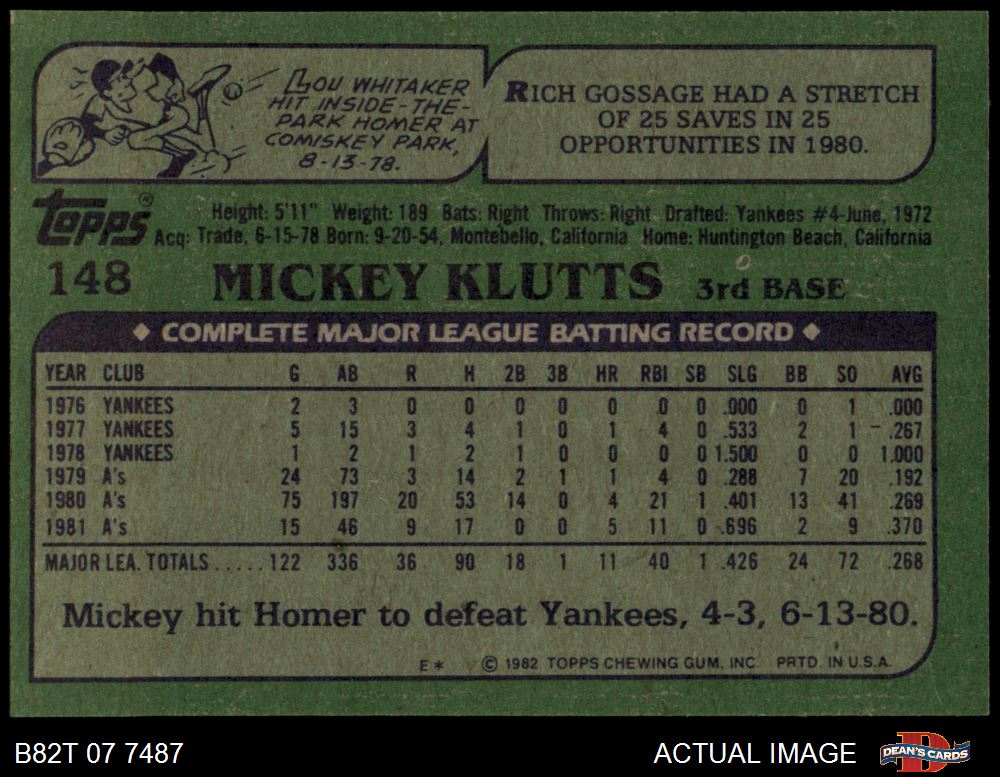 LOU WHITAKER
HIT INSIDE-THE-
PARK HOMER AT
COMISKEY PARK,
8-13-78.
RICH GOSSAGE HAD A STRETCH
OF 25 SAVES IN 25
OPPORTUNITIES IN 1980.
topps®
Height: 5'11" Weight: 189 Bats: Right Throws: Right Drafted: Yankees #4-June, 1972
Acq: Trade, 6-15-78 Born: 9-20-54, Montebello, California Home: Huntington Beach, California
148 MICKEY KLUTTS 3rd BASE
◆ COMPLETE MAJOR LEAGUE BATTING RECORD ◆
YEAR CLUB G AB R H 2B 3B HR RBI SB SLG BB SO AVG
1976 YANKEES 2 3 0 0 0 0 0 0 0 .000 0 1 .000
1977 YANKEES 5 15 3 4 1 0 1 4 0 .533 2 1 .267
1978 YANKEES 1 2 1 2 1 0 0 0 0 1.500 0 0 1.000
1979 A's 24 73 3 14 2 1 1 4 0 .288 7 20 .192
1980 A's 75 197 20 53 14 0 4 21 1 .401 13 41 .269
1981 A's 15 46 9 17 0 0 5 11 0 .696 2 9 .370
MAJOR LEA. TOTALS.....122 336 36 90 18 1 11 40 1 .426 24 72 .268
Mickey hit Homer to defeat Yankees, 4-3, 6-13-80.
E* © 1982 TOPPS CHEWING GUM, INC. PRTD. IN U.S.A.
B82T 07 7487 ACTUAL IMAGE D DEAN'S CARDS